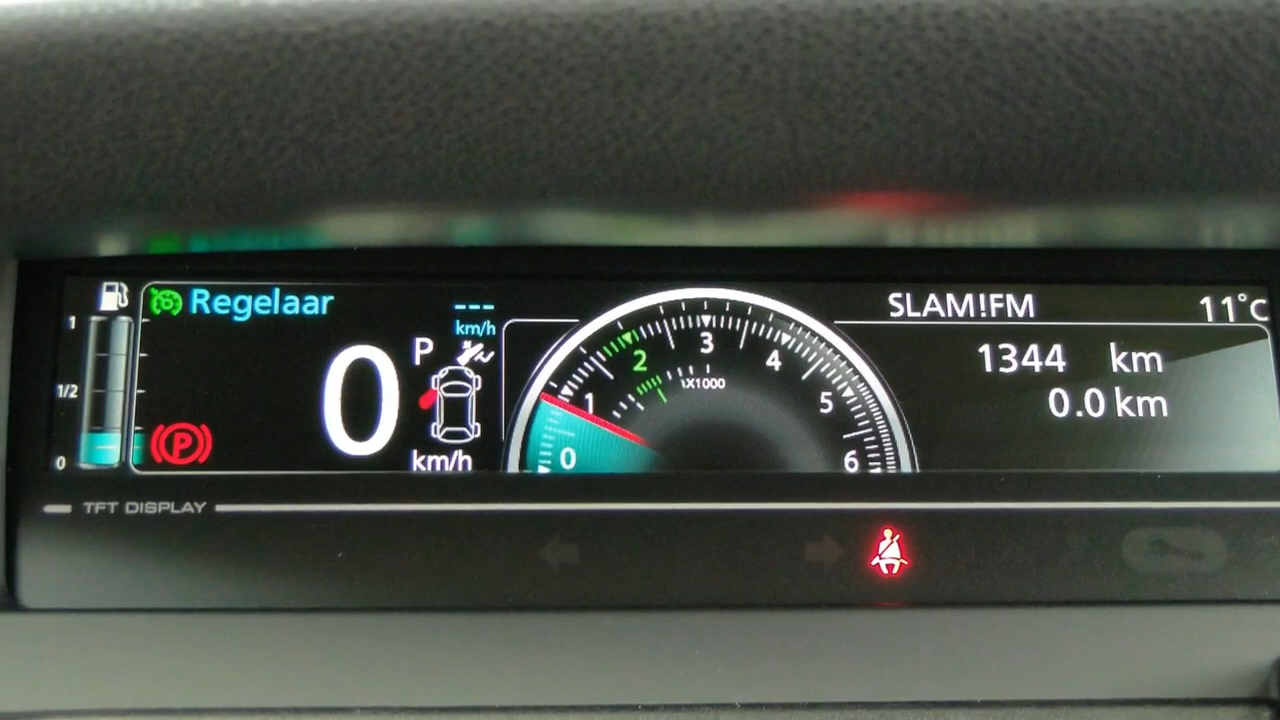 Regelaar
---
km/h
SLAM!FM
11°C
1
1/2
0
P
0
km/h
0
1
2
3
4
5
6
X1000
1344 km
0.0 km
P
TFT DISPLAY